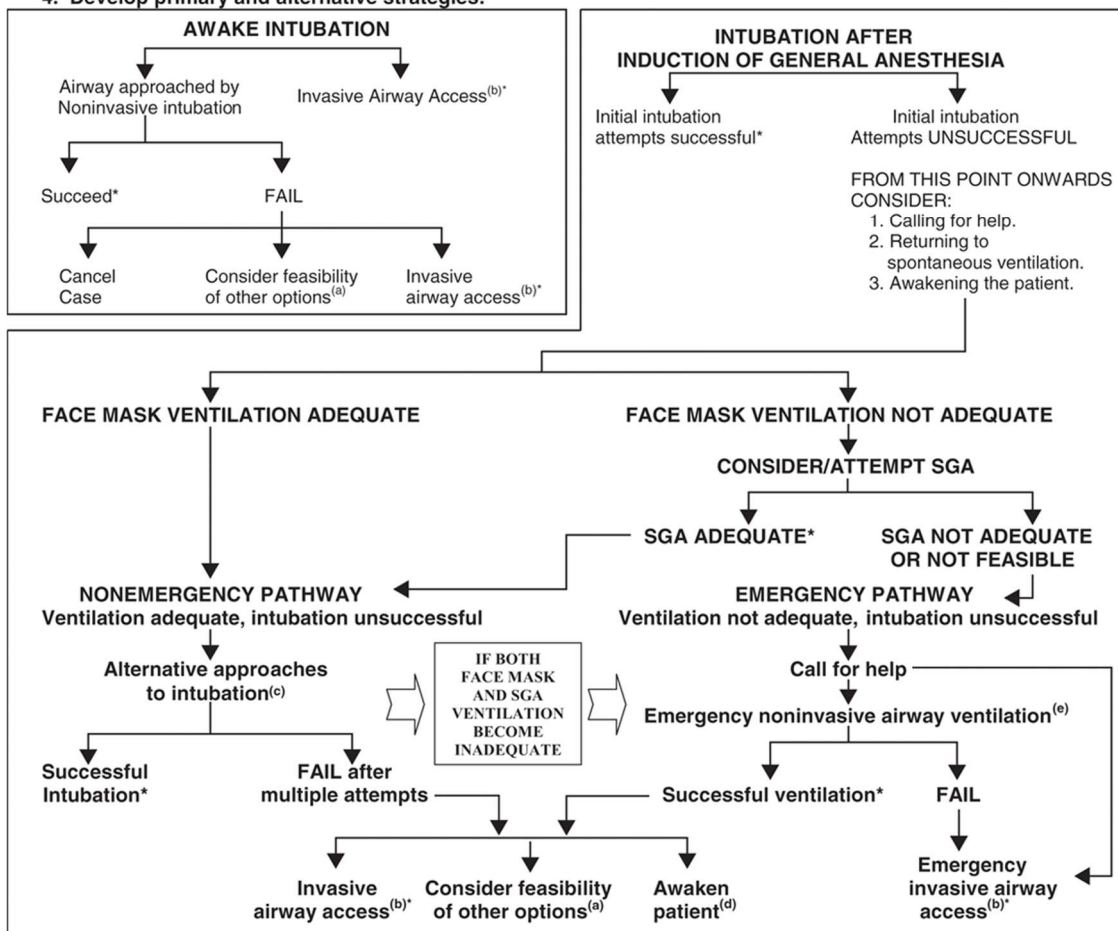 4. Develop primary and alternative strategies:
AWAKE INTUBATION
Airway approached by
Noninvasive intubation
Invasive Airway Access(b)*
Succeed*
FAIL
Cancel
Case
Consider feasibility
of other options(a)
Invasive
airway access(b)*
INTUBATION AFTER
INDUCTION OF GENERAL ANESTHESIA
Initial intubation
attempts successful*
Initial intubation
Attempts UNSUCCESSFUL
FROM THIS POINT ONWARDS
CONSIDER:
1. Calling for help.
2. Returning to
spontaneous ventilation.
3. Awakening the patient.
FACE MASK VENTILATION ADEQUATE
FACE MASK VENTILATION NOT ADEQUATE
CONSIDER/ATTEMPT SGA
SGA ADEQUATE*
SGA NOT ADEQUATE
OR NOT FEASIBLE
NONEMERGENCY PATHWAY
Ventilation adequate, intubation unsuccessful
EMERGENCY PATHWAY
Ventilation not adequate, intubation unsuccessful
Alternative approaches
to intubation(c)
IF BOTH
FACE MASK
AND SGA
VENTILATION
BECOME
INADEQUATE
Call for help
Emergency noninvasive airway ventilation(e)
Successful
Intubation*
FAIL after
multiple attempts
Successful ventilation*
FAIL
Invasive
airway access(b)*
Consider feasibility
of other options(a)
Awaken
patient(d)
Emergency
invasive airway
access(b)*